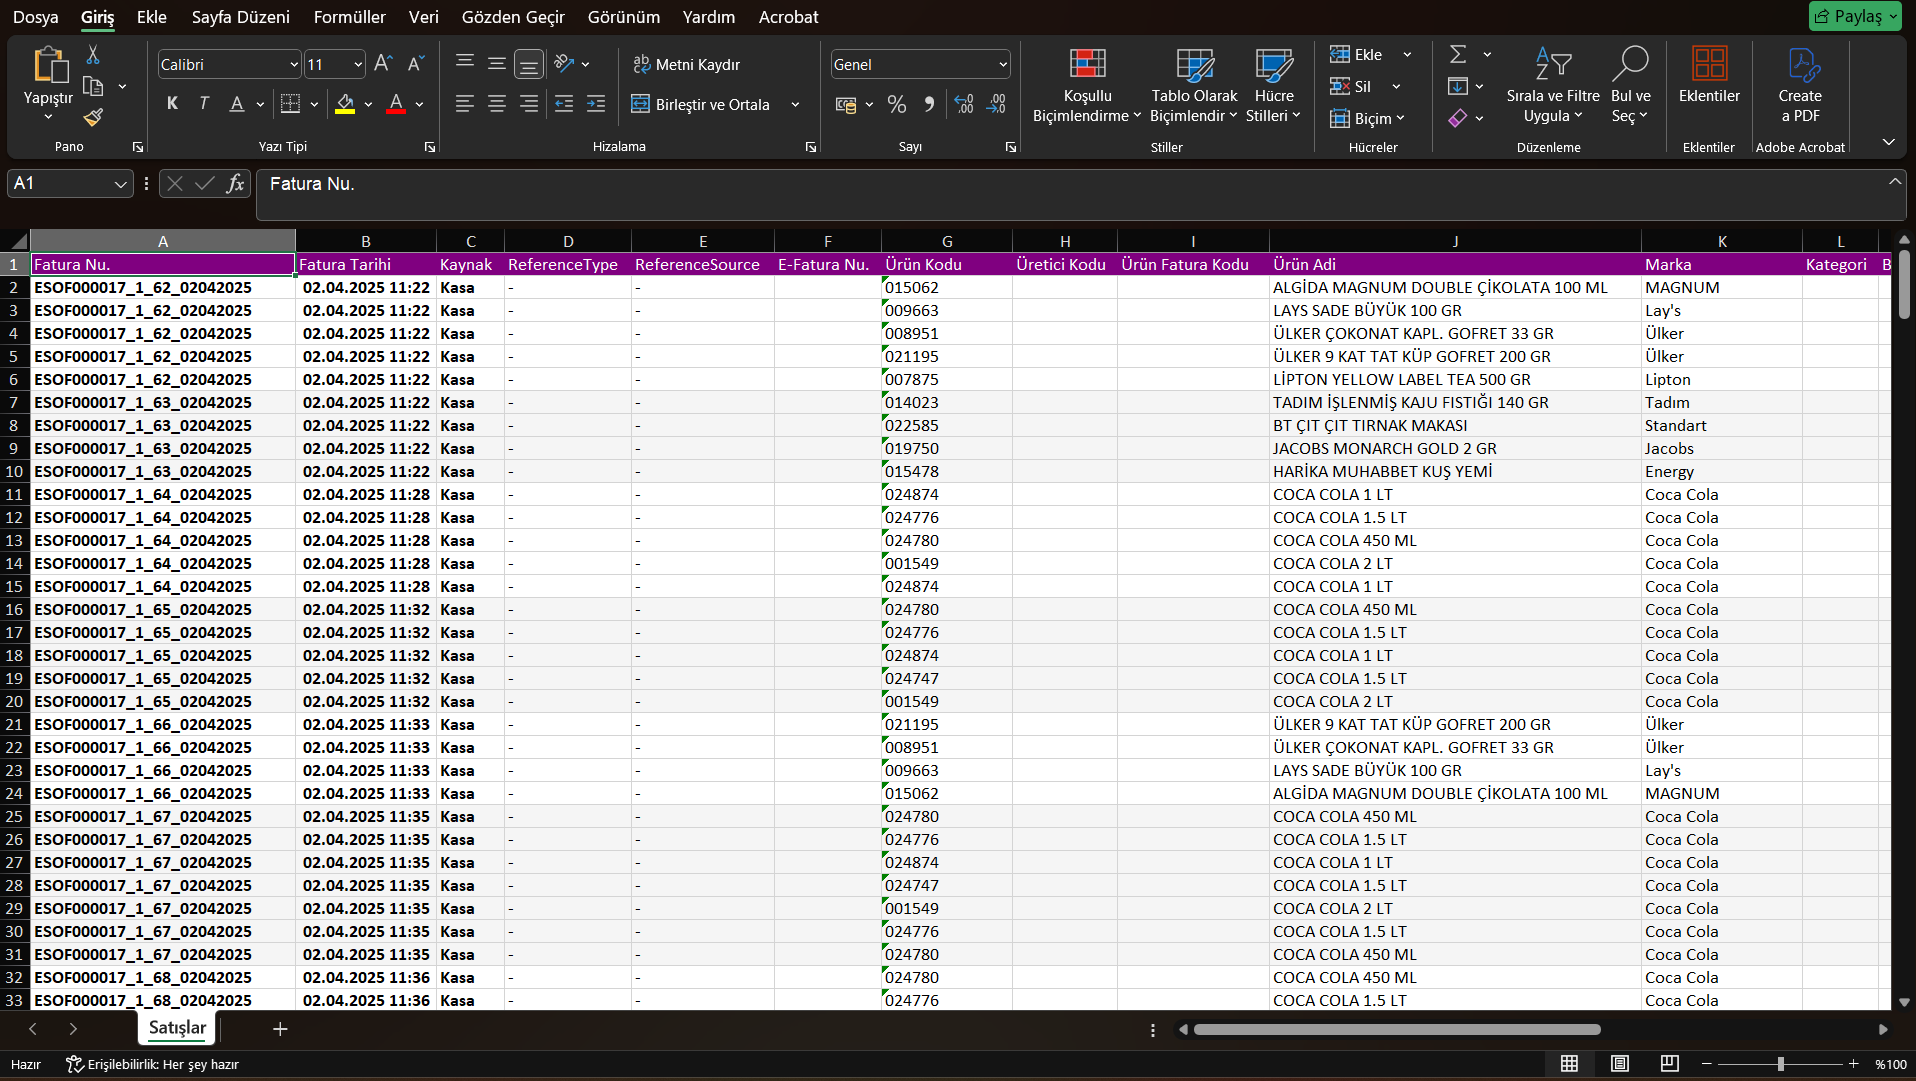 Dosya Giriş Ekle Sayfa Düzeni Formüller Veri Gözden Geçir Görünüm Yardım Acrobat Paylaş
Yapıştır
Pano
Calibri 11
K T A A
Yazı Tipi
Metni Kaydır
Birleştir ve Ortala
Hizalama
Genel
Sayı
Koşullu Biçimlendirme
Tablo Olarak Biçimlendir
Hücre Stilleri
Stiller
Ekle
Sil
Biçim
Hücreler
Sırala ve Filtre Uygula
Bul ve Seç
Düzenleme
Eklentiler
Eklentiler
Create a PDF
Adobe Acrobat
A1 fx Fatura Nu.
A B C D E F G H I J K L
1 Fatura Nu. Fatura Tarihi Kaynak ReferenceType ReferenceSource E-Fatura Nu. Ürün Kodu Üretici Kodu Ürün Fatura Kodu Ürün Adi Marka Kategori B
2 ESOF000017_1_62_02042025 02.04.2025 11:22 Kasa - - 015062 ALGİDA MAGNUM DOUBLE ÇİKOLATA 100 ML MAGNUM
3 ESOF000017_1_62_02042025 02.04.2025 11:22 Kasa - - 009663 LAYS SADE BÜYÜK 100 GR Lay's
4 ESOF000017_1_62_02042025 02.04.2025 11:22 Kasa - - 008951 ÜLKER ÇOKONAT KAPL. GOFRET 33 GR Ülker
5 ESOF000017_1_62_02042025 02.04.2025 11:22 Kasa - - 021195 ÜLKER 9 KAT TAT KÜP GOFRET 200 GR Ülker
6 ESOF000017_1_62_02042025 02.04.2025 11:22 Kasa - - 007875 LİPTON YELLOW LABEL TEA 500 GR Lipton
7 ESOF000017_1_63_02042025 02.04.2025 11:22 Kasa - - 014023 TADIM İŞLENMİŞ KAJU FISTIĞI 140 GR Tadım
8 ESOF000017_1_63_02042025 02.04.2025 11:22 Kasa - - 022585 BT ÇIT ÇIT TIRNAK MAKASI Standart
9 ESOF000017_1_63_02042025 02.04.2025 11:22 Kasa - - 019750 JACOBS MONARCH GOLD 2 GR Jacobs
10 ESOF000017_1_63_02042025 02.04.2025 11:22 Kasa - - 015478 HARİKA MUHABBET KUŞ YEMİ Energy
11 ESOF000017_1_64_02042025 02.04.2025 11:28 Kasa - - 024874 COCA COLA 1 LT Coca Cola
12 ESOF000017_1_64_02042025 02.04.2025 11:28 Kasa - - 024776 COCA COLA 1.5 LT Coca Cola
13 ESOF000017_1_64_02042025 02.04.2025 11:28 Kasa - - 024780 COCA COLA 450 ML Coca Cola
14 ESOF000017_1_64_02042025 02.04.2025 11:28 Kasa - - 001549 COCA COLA 2 LT Coca Cola
15 ESOF000017_1_64_02042025 02.04.2025 11:28 Kasa - - 024874 COCA COLA 1 LT Coca Cola
16 ESOF000017_1_65_02042025 02.04.2025 11:32 Kasa - - 024780 COCA COLA 450 ML Coca Cola
17 ESOF000017_1_65_02042025 02.04.2025 11:32 Kasa - - 024776 COCA COLA 1.5 LT Coca Cola
18 ESOF000017_1_65_02042025 02.04.2025 11:32 Kasa - - 024874 COCA COLA 1 LT Coca Cola
19 ESOF000017_1_65_02042025 02.04.2025 11:32 Kasa - - 024747 COCA COLA 1.5 LT Coca Cola
20 ESOF000017_1_65_02042025 02.04.2025 11:32 Kasa - - 001549 COCA COLA 2 LT Coca Cola
21 ESOF000017_1_66_02042025 02.04.2025 11:33 Kasa - - 021195 ÜLKER 9 KAT TAT KÜP GOFRET 200 GR Ülker
22 ESOF000017_1_66_02042025 02.04.2025 11:33 Kasa - - 008951 ÜLKER ÇOKONAT KAPL. GOFRET 33 GR Ülker
23 ESOF000017_1_66_02042025 02.04.2025 11:33 Kasa - - 009663 LAYS SADE BÜYÜK 100 GR Lay's
24 ESOF000017_1_66_02042025 02.04.2025 11:33 Kasa - - 015062 ALGİDA MAGNUM DOUBLE ÇİKOLATA 100 ML MAGNUM
25 ESOF000017_1_67_02042025 02.04.2025 11:35 Kasa - - 024780 COCA COLA 450 ML Coca Cola
26 ESOF000017_1_67_02042025 02.04.2025 11:35 Kasa - - 024776 COCA COLA 1.5 LT Coca Cola
27 ESOF000017_1_67_02042025 02.04.2025 11:35 Kasa - - 024874 COCA COLA 1 LT Coca Cola
28 ESOF000017_1_67_02042025 02.04.2025 11:35 Kasa - - 024747 COCA COLA 1.5 LT Coca Cola
29 ESOF000017_1_67_02042025 02.04.2025 11:35 Kasa - - 001549 COCA COLA 2 LT Coca Cola
30 ESOF000017_1_67_02042025 02.04.2025 11:35 Kasa - - 024776 COCA COLA 1.5 LT Coca Cola
31 ESOF000017_1_67_02042025 02.04.2025 11:35 Kasa - - 024780 COCA COLA 450 ML Coca Cola
32 ESOF000017_1_68_02042025 02.04.2025 11:36 Kasa - - 024780 COCA COLA 450 ML Coca Cola
33 ESOF000017_1_68_02042025 02.04.2025 11:36 Kasa - - 024776 COCA COLA 1.5 LT Coca Cola
Satışlar
Hazır Erişilebilirlik: Her şey hazır %100